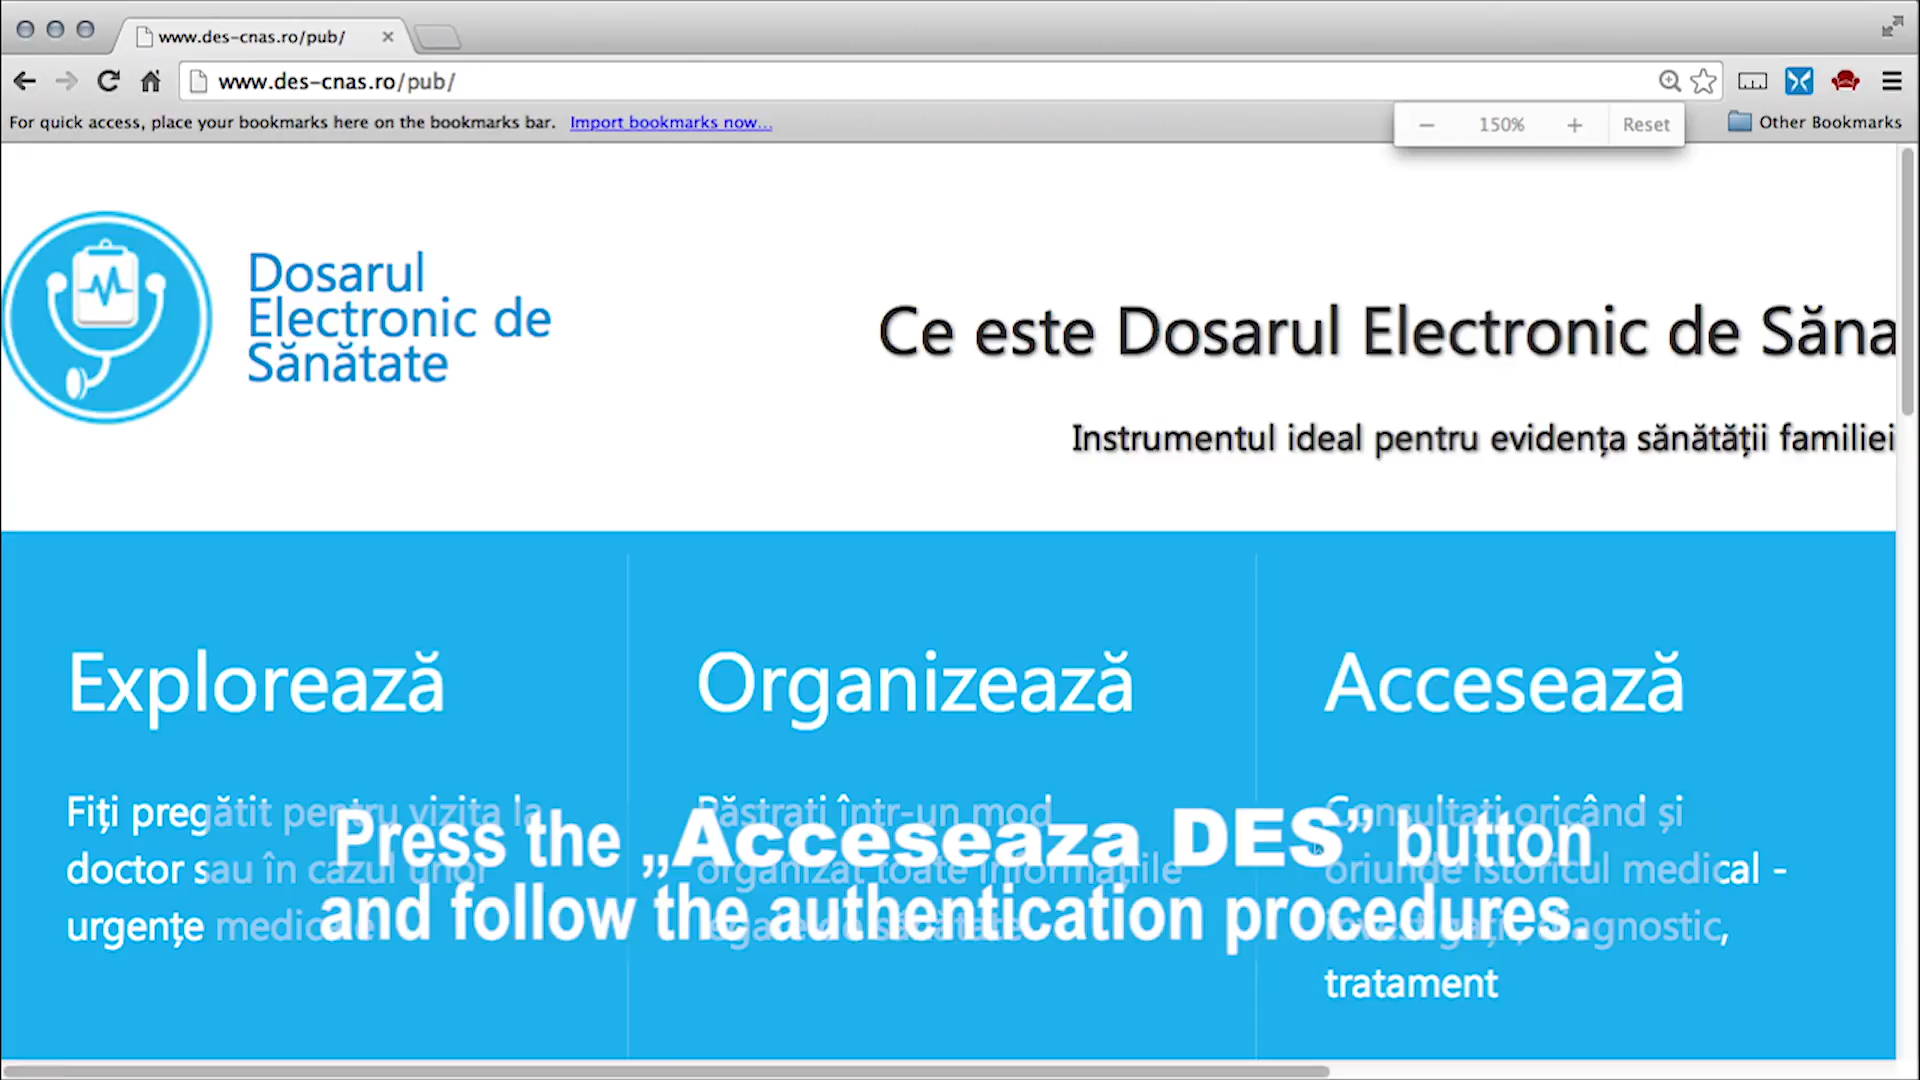 www.des-cnas.ro/pub/
www.des-cnas.ro/pub/
For quick access, place your bookmarks here on the bookmarks bar. Import bookmarks now...
150% Reset
Other Bookmarks
Dosarul
Electronic de
Sănătate
Ce este Dosarul Electronic de Săna
Instrumentul ideal pentru evidența sănătății familiei
Explorează
Fiți pregătit pentru vizita la
doctor sau în cazul unor
urgențe medicale
Organizează
Păstrați într-un mod
organizat toate informațiile
Accesează
Consultați oricând și
oriunde istoricul medical -
investigații, diagnostic,
tratament
Press the „Acceseaza DES” button
and follow the authentication procedures.